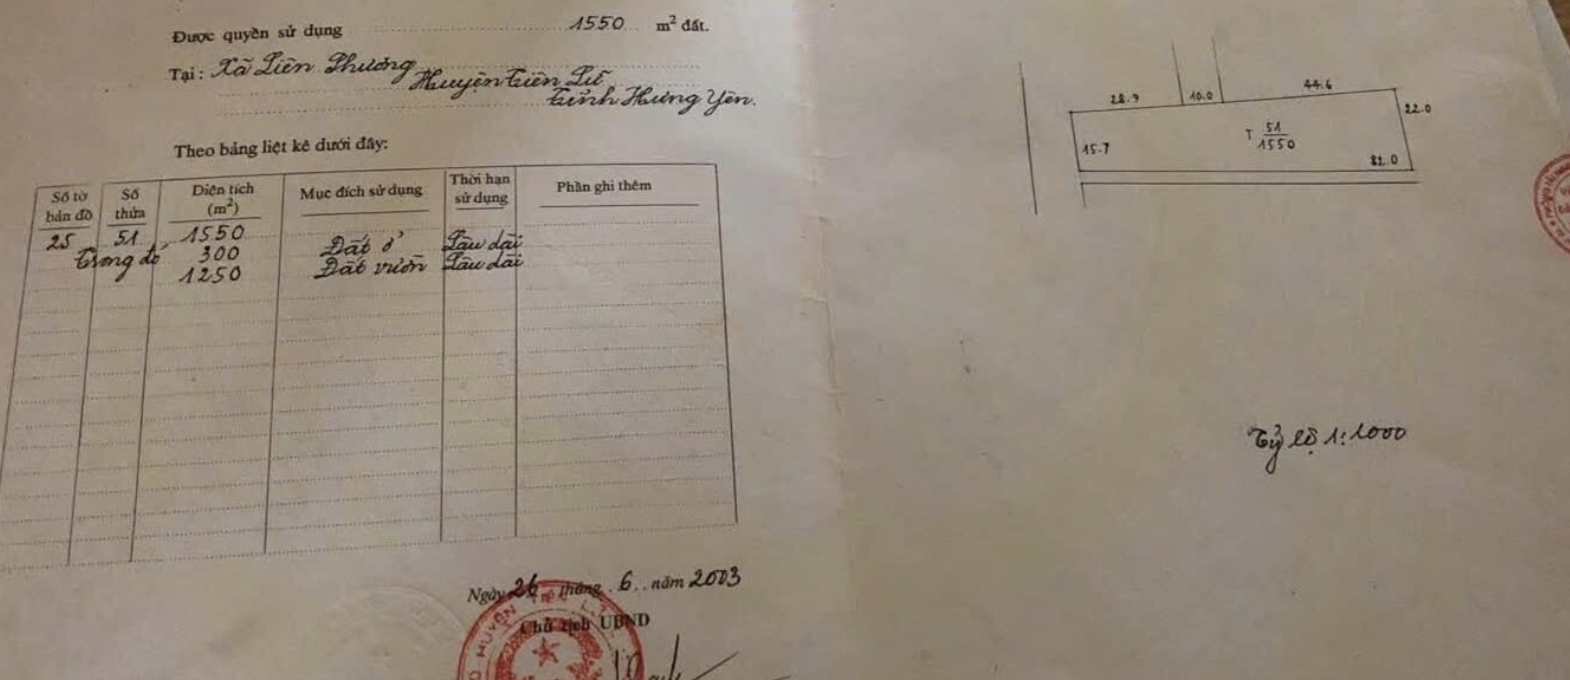 Được quyền sử dụng 1550 m² đất.
Tại: Xã Liên Phương Huyện Tiên Lữ
Tỉnh Hưng Yên.
Theo bảng liệt kê dưới đây:
Số tờ bản đồ Số thửa Diện tích (m²) Mục đích sử dụng Thời hạn sử dụng Phần ghi thêm
25 51 1550
Trong đó 300 Đất ở Lâu dài
1250 Đất vườn Lâu dài
Ngày 26 tháng 6 năm 2003
Chủ tịch UBND
28.9 10.0 44.6
22.0
15.7
T 51
1550
82.0
Tỷ lệ 1:1000